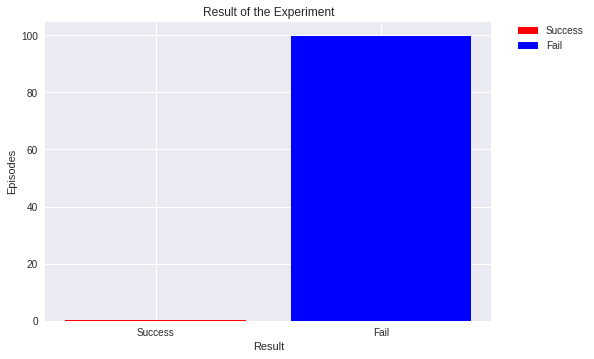 Result of the Experiment
Success
Fail
100
80
60
40
20
0
Episodes
Success
Fail
Result